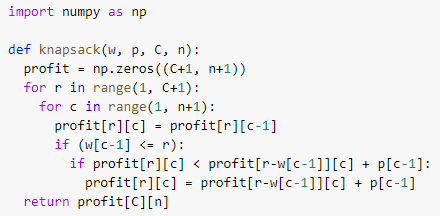 import numpy as np

def knapsack(w, p, C, n):
  profit = np.zeros((C+1, n+1))
  for r in range(1, C+1):
    for c in range(1, n+1):
      profit[r][c] = profit[r][c-1]
      if (w[c-1] <= r):
        if profit[r][c] < profit[r-w[c-1]][c] + p[c-1]:
          profit[r][c] = profit[r-w[c-1]][c] + p[c-1]
  return profit[C][n]